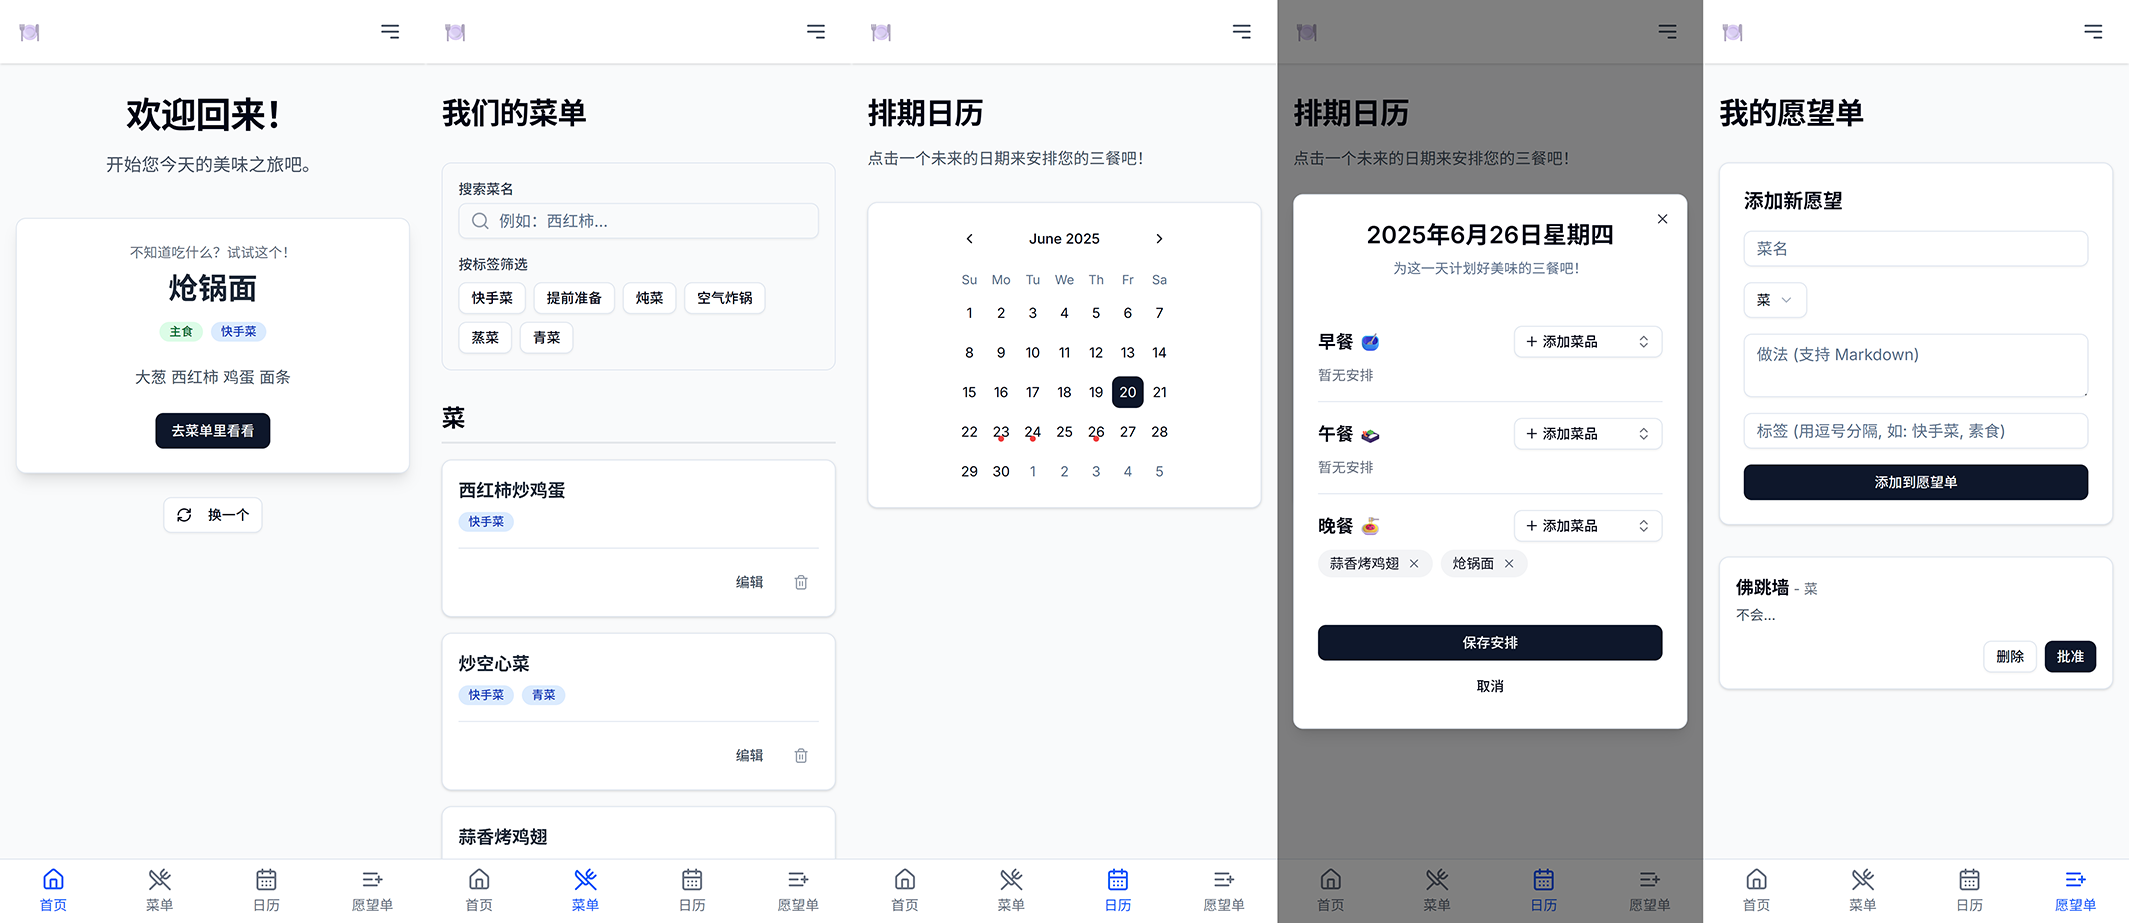 欢迎回来！
开始您今天的美味之旅吧。
不知道吃什么？试试这个！
炝锅面
主食 快手菜
大葱 西红柿 鸡蛋 面条
去菜单里看看
换一个
首页 菜单 日历 愿望单
我们的菜单
搜索菜名
例如：西红柿...
按标签筛选
快手菜 提前准备 炖菜 空气炸锅
蒸菜 青菜
菜
西红柿炒鸡蛋
快手菜
编辑
炒空心菜
快手菜 青菜
编辑
蒜香烤鸡翅
首页 菜单 日历 愿望单
排期日历
点击一个未来的日期来安排您的三餐吧！
June 2025
Su Mo Tu We Th Fr Sa
1 2 3 4 5 6 7
8 9 10 11 12 13 14
15 16 17 18 19 20 21
22 23 24 25 26 27 28
29 30 1 2 3 4 5
首页 菜单 日历 愿望单
排期日历
点击一个未来的日期来安排您的三餐吧！
2025年6月26日星期四
为这一天计划好美味的三餐吧！
早餐 + 添加菜品
暂无安排
午餐 + 添加菜品
暂无安排
晚餐 + 添加菜品
蒜香烤鸡翅 × 炝锅面 ×
保存安排
取消
首页 菜单 日历 愿望单
我的愿望单
添加新愿望
菜名
菜
做法 (支持 Markdown)
标签 (用逗号分隔, 如: 快手菜, 素食)
添加到愿望单
佛跳墙 - 菜
不会...
删除 批准
首页 菜单 日历 愿望单